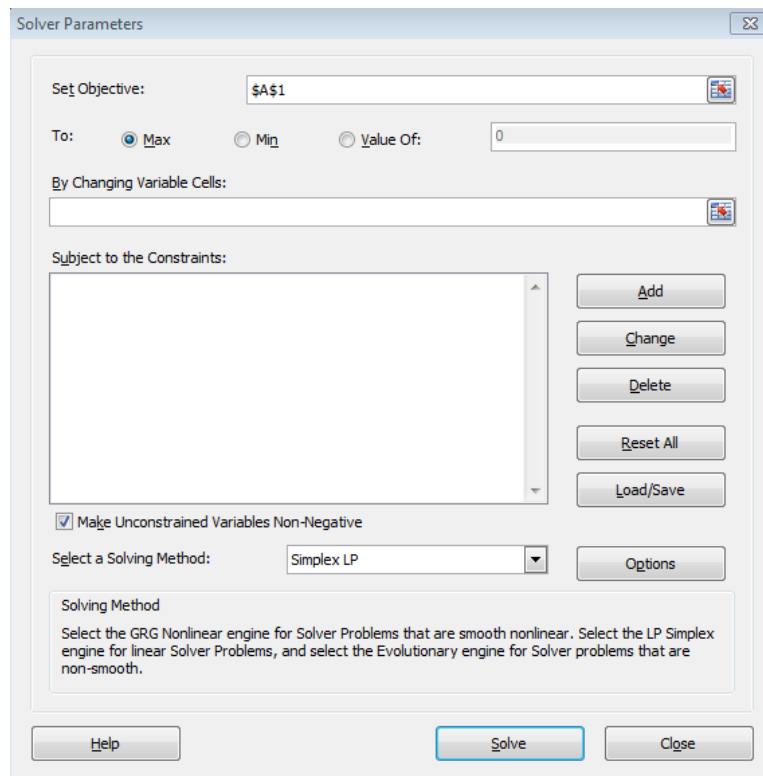 Solver Parameters
Set Objective: $A$1
To: Max Min Value Of: 0
By Changing Variable Cells:
Subject to the Constraints:
Add
Change
Delete
Reset All
Load/Save
Make Unconstrained Variables Non-Negative
Select a Solving Method: Simplex LP Options
Solving Method
Select the GRG Nonlinear engine for Solver Problems that are smooth nonlinear. Select the LP Simplex
engine for linear Solver Problems, and select the Evolutionary engine for Solver problems that are
non-smooth.
Help Solve Close